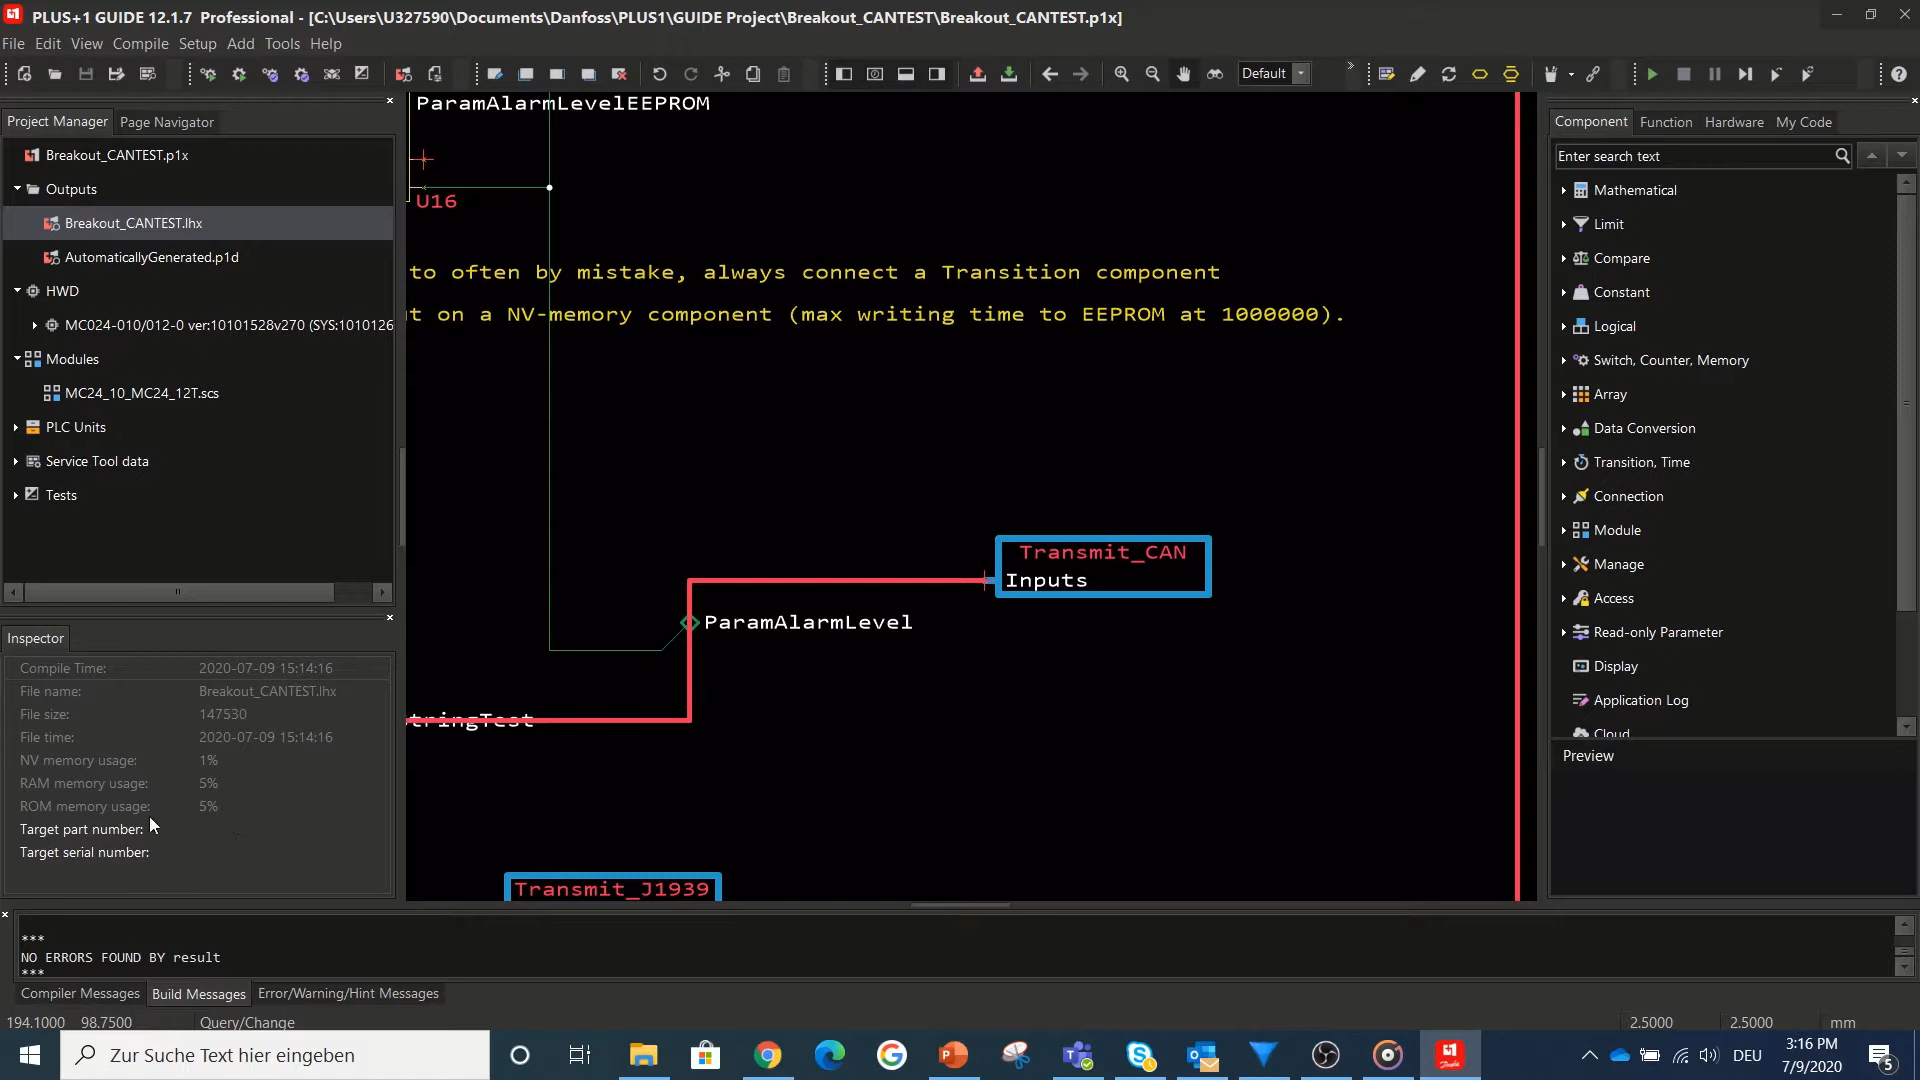 PLUS+1 GUIDE 12.1.7 Professional - [C:\Users\U327590\Documents\Danfoss\PLUS1\GUIDE Project\Breakout_CANTEST\Breakout_CANTEST.p1x]
File Edit View Compile Setup Add Tools Help
Default
Project Manager Page Navigator
Breakout_CANTEST.p1x
Outputs
Breakout_CANTEST.lhx
AutomaticallyGenerated.p1d
HWD
MC024-010/012-0 ver:10101528v270 (SYS:1010126
Modules
MC24_10_MC24_12T.scs
PLC Units
Service Tool data
Tests
Inspector
Compile Time: 2020-07-09 15:14:16
File name: Breakout_CANTEST.lhx
File size: 147530
File time: 2020-07-09 15:14:16
NV memory usage: 1%
RAM memory usage: 5%
ROM memory usage: 5%
Target part number:
Target serial number:
ParamAlarmLevelEEPROM
U16
to often by mistake, always connect a Transition component
t on a NV-memory component (max writing time to EEPROM at 1000000).
Transmit_CAN
Inputs
ParamAlarmLevel
tringTest
Transmit_J1939
Component Function Hardware My Code
Enter search text
Mathematical
Limit
Compare
Constant
Logical
Switch, Counter, Memory
Array
Data Conversion
Transition, Time
Connection
Module
Manage
Access
Read-only Parameter
Display
Application Log
Cloud
Preview
***
NO ERRORS FOUND BY result
***
Compiler Messages Build Messages Error/Warning/Hint Messages
194.1000 98.7500 Query/Change 2.5000 2.5000 mm
Zur Suche Text hier eingeben
DEU
3:16 PM
7/9/2020
5